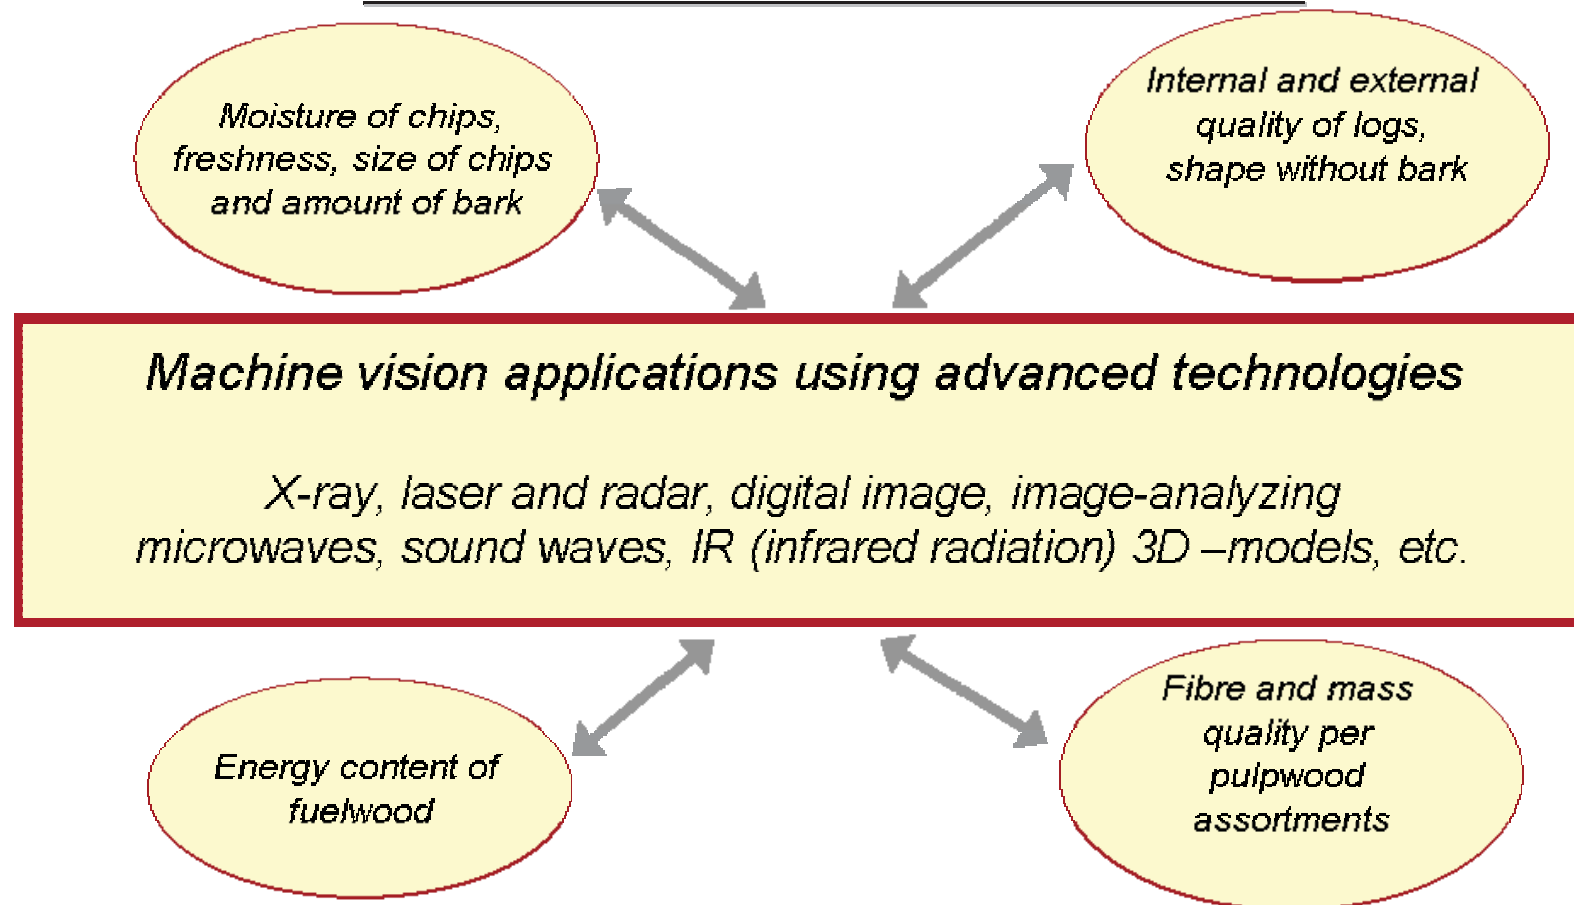 Moisture of chips,
freshness, size of chips
and amount of bark
Internal and external
quality of logs,
shape without bark
Machine vision applications using advanced technologies
X-ray, laser and radar, digital image, image-analyzing
microwaves, sound waves, IR (infrared radiation) 3D –models, etc.
Energy content of
fuelwood
Fibre and mass
quality per
pulpwood
assortments